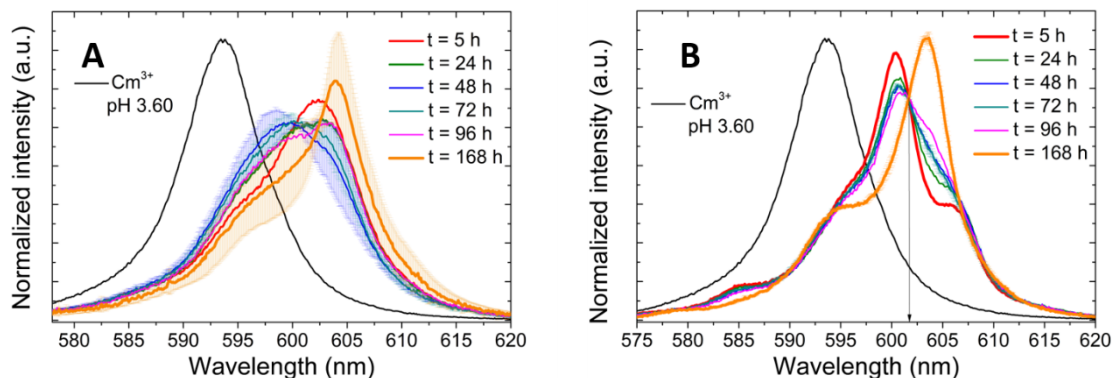 A
Cm³⁺
pH 3.60
t = 5 h
t = 24 h
t = 48 h
t = 72 h
t = 96 h
t = 168 h
Normalized intensity (a.u.)
580 585 590 595 600 605 610 615 620
Wavelength (nm)
B
Cm³⁺
pH 3.60
t = 5 h
t = 24 h
t = 48 h
t = 72 h
t = 96 h
t = 168 h
Normalized intensity (a.u.)
575 580 585 590 595 600 605 610 615 620
Wavelength (nm)